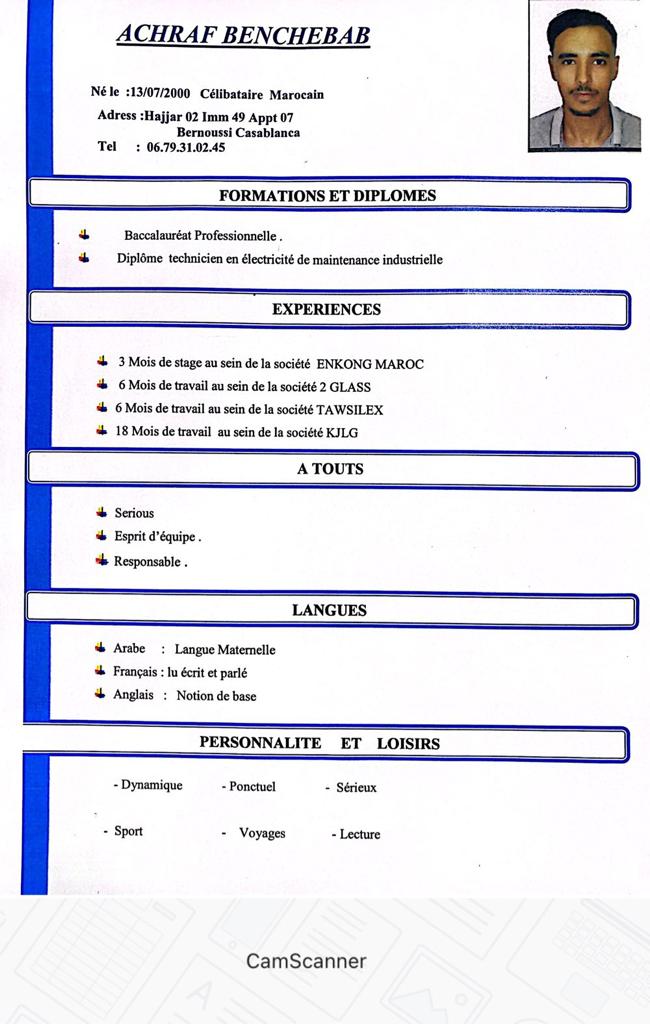 ACHRAF BENCHEBAB
Né le :13/07/2000 Célibataire Marocain
Adress :Hajjar 02 Imm 49 Appt 07
Bernoussi Casablanca
Tel : 06.79.31.02.45
FORMATIONS ET DIPLOMES
Baccalauréat Professionnelle .
Diplôme technicien en électricité de maintenance industrielle
EXPERIENCES
3 Mois de stage au sein de la société ENKONG MAROC
6 Mois de travail au sein de la société 2 GLASS
6 Mois de travail au sein de la société TAWSILEX
18 Mois de travail au sein de la société KJLG
A TOUTS
Serious
Esprit d'équipe .
Responsable .
LANGUES
Arabe : Langue Maternelle
Français : lu écrit et parlé
Anglais : Notion de base
PERSONNALITE ET LOISIRS
- Dynamique - Ponctuel - Sérieux
- Sport - Voyages - Lecture
CamScanner